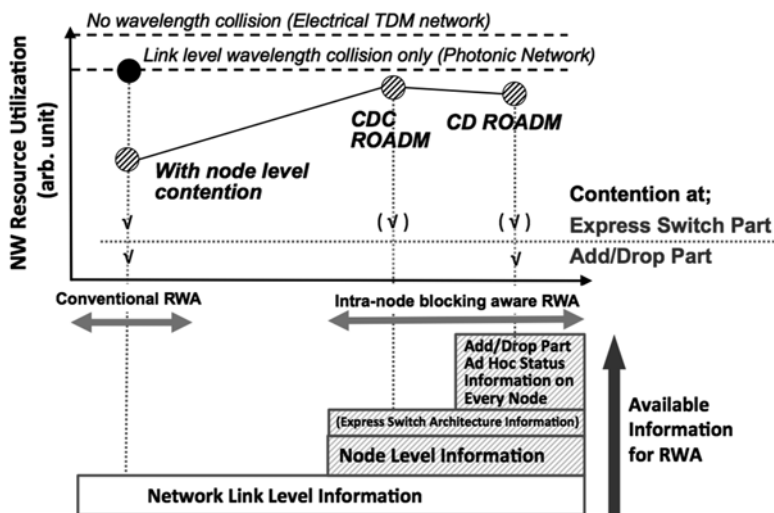 No wavelength collision (Electrical TDM network)
Link level wavelength collision only (Photonic Network)
NW Resource Utilization
(arb. unit)
CDC
ROADM
CD ROADM
With node level
contention
Contention at;
√
(√)
(√)
Express Switch Part
√
√
Add/Drop Part
Conventional RWA
Intra-node blocking aware RWA
Add/Drop Part
Ad Hoc Status
Information on
Every Node
(Express Switch Architecture Information)
Node Level Information
Network Link Level Information
Available
Information
for RWA